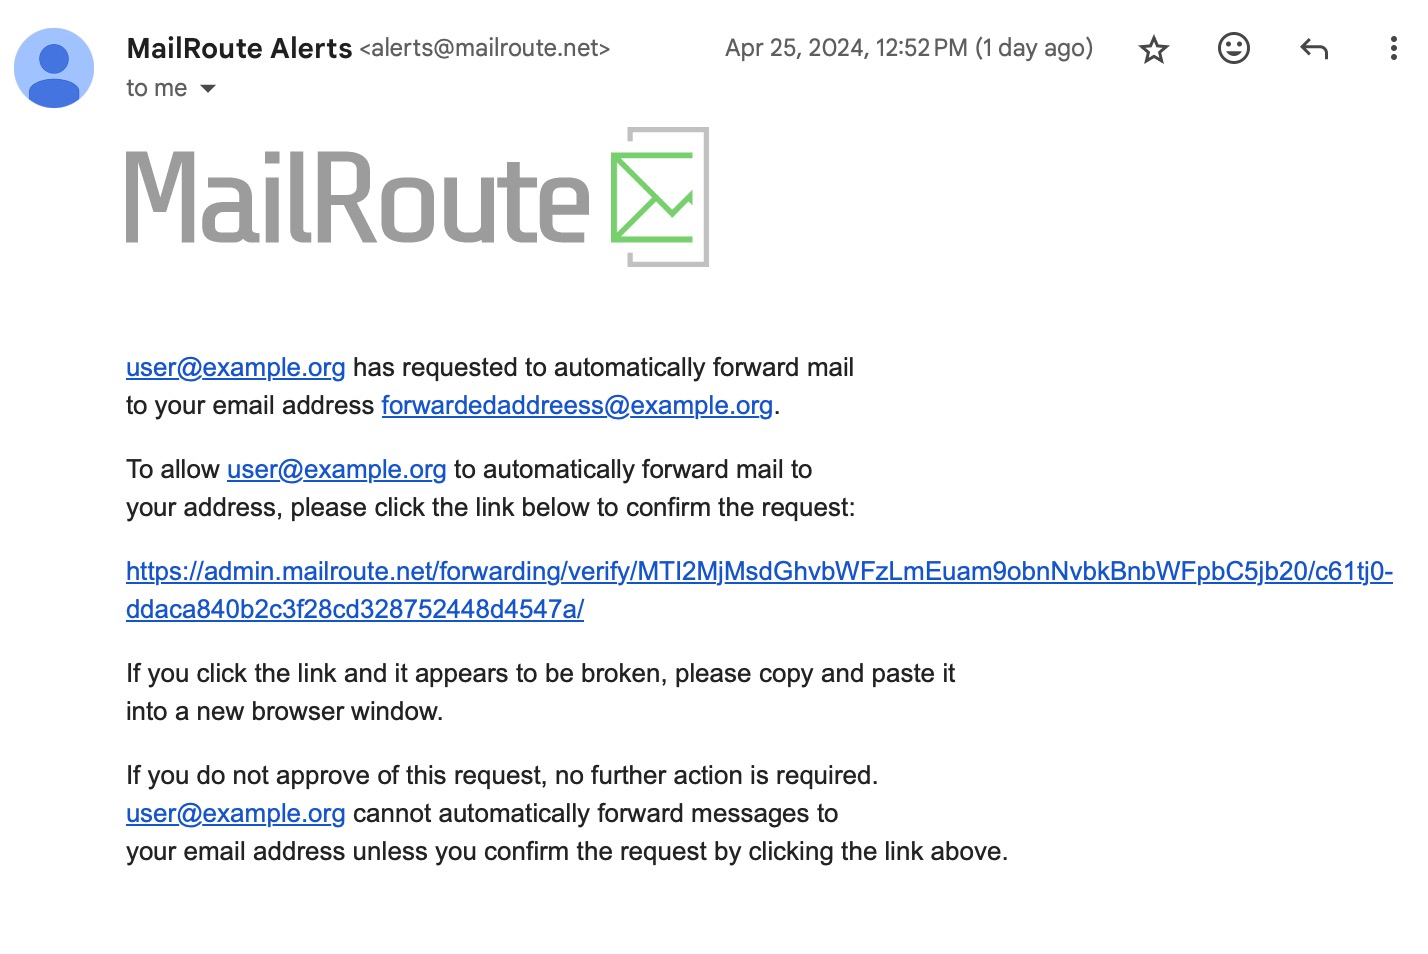 MailRoute Alerts <alerts@mailroute.net> Apr 25, 2024, 12:52 PM (1 day ago)
to me
MailRoute
user@example.org has requested to automatically forward mail
to your email address forwardedaddreess@example.org.
To allow user@example.org to automatically forward mail to
your address, please click the link below to confirm the request:
https://admin.mailroute.net/forwarding/verify/MTI2MjMsdGhvbWFzLmEuam9obnNvbkBnbWFpbC5jb20/c61tj0-
ddaca840b2c3f28cd328752448d4547a/
If you click the link and it appears to be broken, please copy and paste it
into a new browser window.
If you do not approve of this request, no further action is required.
user@example.org cannot automatically forward messages to
your email address unless you confirm the request by clicking the link above.